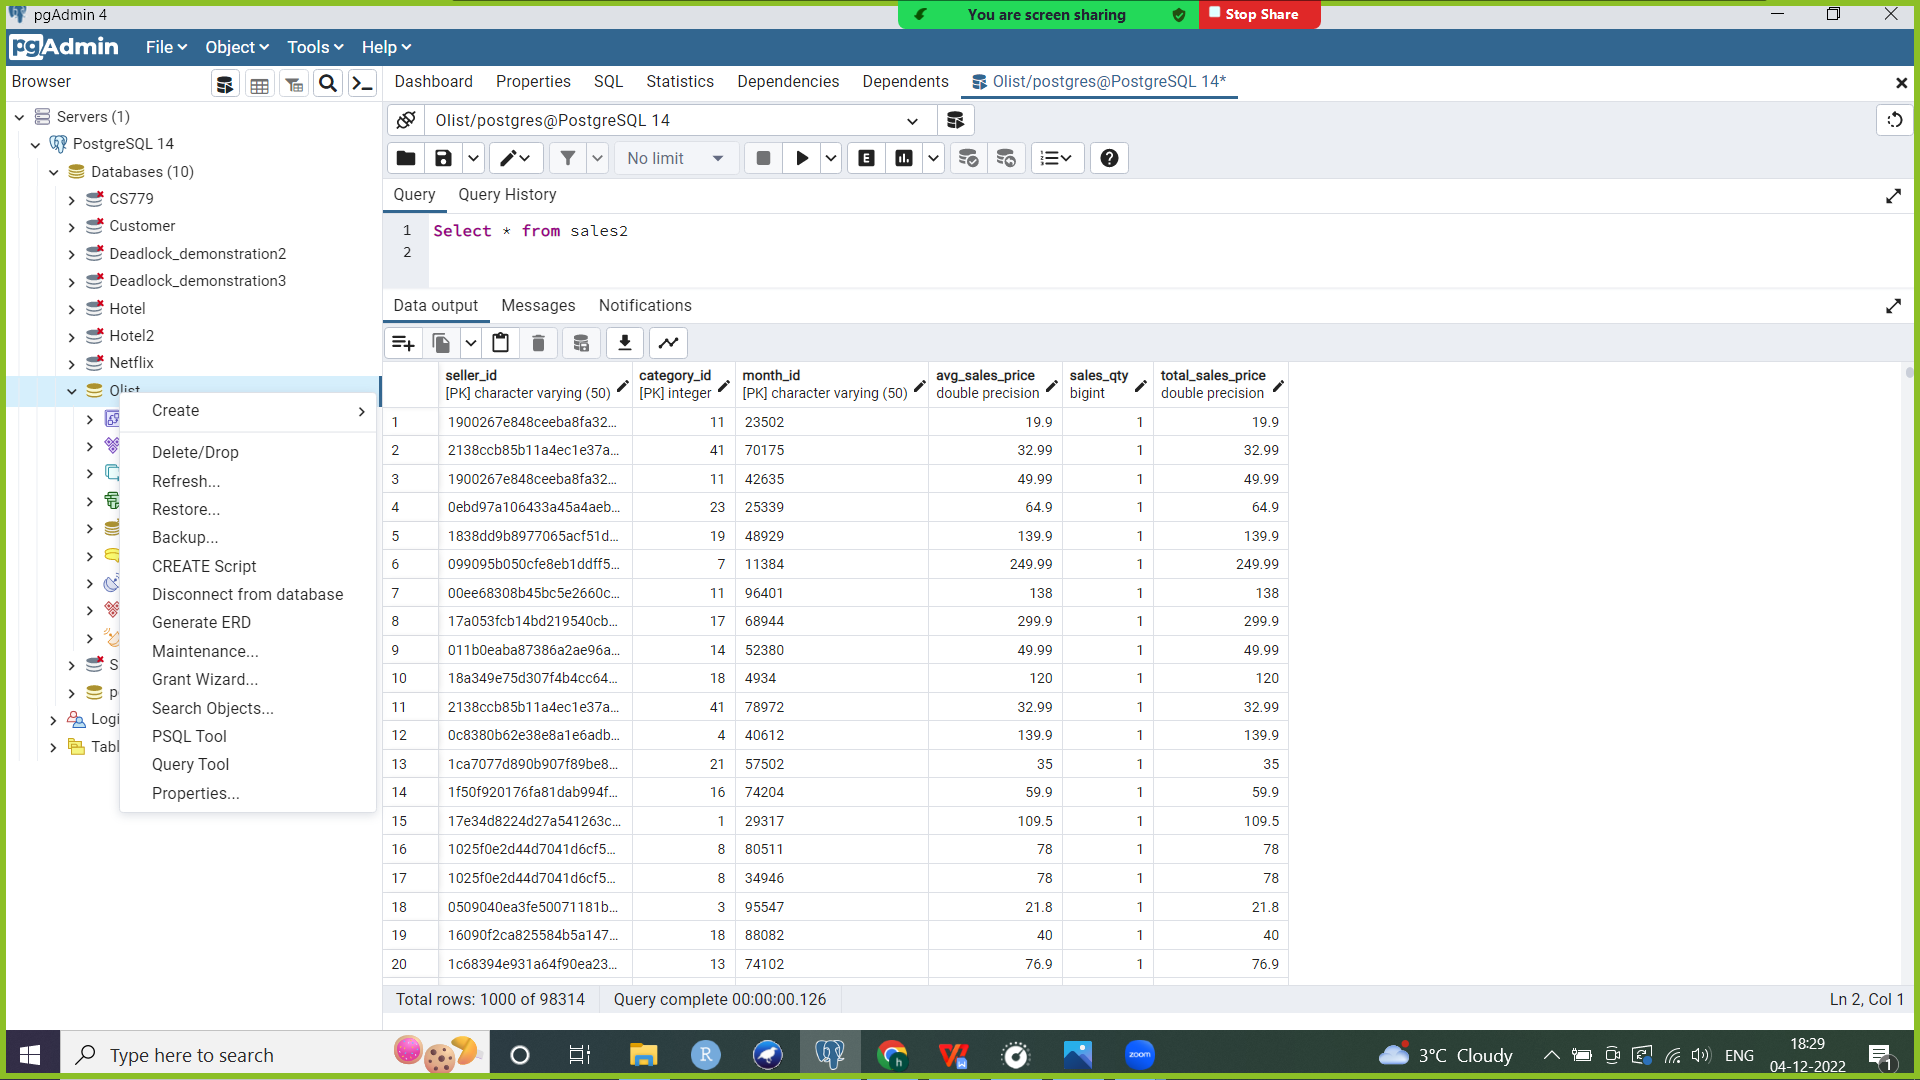 pgAdmin 4
You are screen sharing
Stop Share
pgAdmin
File
Object
Tools
Help
Browser
Dashboard
Properties
SQL
Statistics
Dependencies
Dependents
Olist/postgres@PostgreSQL 14*
Servers (1)
PostgreSQL 14
Databases (10)
CS779
Customer
Deadlock_demonstration2
Deadlock_demonstration3
Hotel
Hotel2
Netflix
Olist
S
p
Logi
Tabl
Create
Delete/Drop
Refresh...
Restore...
Backup...
CREATE Script
Disconnect from database
Generate ERD
Maintenance...
Grant Wizard...
Search Objects...
PSQL Tool
Query Tool
Properties...
Olist/postgres@PostgreSQL 14
No limit
E
Query
Query History
1 Select * from sales2
2
Data output
Messages
Notifications
seller_id category_id month_id avg_sales_price sales_qty total_sales_price
[PK] character varying (50) [PK] integer [PK] character varying (50) double precision bigint double precision
1 1900267e848ceeba8fa32... 11 23502 19.9 1 19.9
2 2138ccb85b11a4ec1e37a... 41 70175 32.99 1 32.99
3 1900267e848ceeba8fa32... 11 42635 49.99 1 49.99
4 0ebd97a106433a45a4aeb... 23 25339 64.9 1 64.9
5 1838dd9b8977065acf51d... 19 48929 139.9 1 139.9
6 099095b050cfe8eb1ddff5... 7 11384 249.99 1 249.99
7 00ee68308b45bc5e2660c... 11 96401 138 1 138
8 17a053fcb14bd219540cb... 17 68944 299.9 1 299.9
9 011b0eaba87386a2ae96a... 14 52380 49.99 1 49.99
10 18a349e75d307f4b4cc64... 18 4934 120 1 120
11 2138ccb85b11a4ec1e37a... 41 78972 32.99 1 32.99
12 0c8380b62e38e8a1e6adb... 4 40612 139.9 1 139.9
13 1ca7077d890b907f89be8... 21 57502 35 1 35
14 1f50f920176fa81dab994f... 16 74204 59.9 1 59.9
15 17e34d8224d27a541263c... 1 29317 109.5 1 109.5
16 1025f0e2d44d7041d6cf5... 8 80511 78 1 78
17 1025f0e2d44d7041d6cf5... 8 34946 78 1 78
18 0509040ea3fe50071181b... 3 95547 21.8 1 21.8
19 16090f2ca825584b5a147... 18 88082 40 1 40
20 1c68394e931a64f90ea23... 13 74102 76.9 1 76.9
Total rows: 1000 of 98314
Query complete 00:00:00.126
Ln 2, Col 1
Type here to search
R
h
W
zoom
3°C Cloudy
ENG
18:29
04-12-2022
1